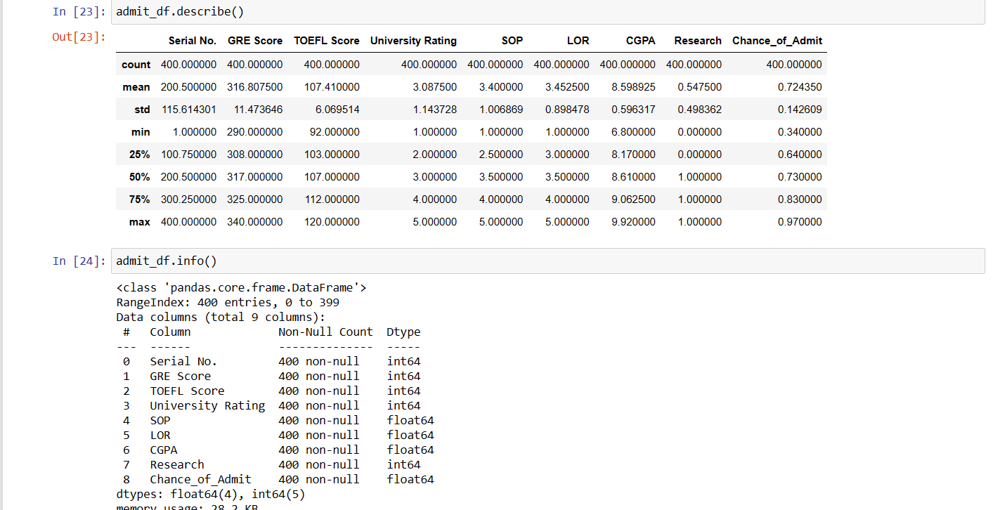 In [23]: admit_df.describe()
Out[23]:
Serial No. GRE Score TOEFL Score University Rating SOP LOR CGPA Research Chance_of_Admit
count 400.000000 400.000000 400.000000 400.000000 400.000000 400.000000 400.000000 400.000000 400.000000
mean 200.500000 316.807500 107.410000 3.087500 3.400000 3.452500 8.598925 0.547500 0.724350
std 115.614301 11.473646 6.069514 1.143728 1.006869 0.898478 0.596317 0.498362 0.142609
min 1.000000 290.000000 92.000000 1.000000 1.000000 1.000000 6.800000 0.000000 0.340000
25% 100.750000 308.000000 103.000000 2.000000 2.500000 3.000000 8.170000 0.000000 0.640000
50% 200.500000 317.000000 107.000000 3.000000 3.500000 3.500000 8.610000 1.000000 0.730000
75% 300.250000 325.000000 112.000000 4.000000 4.000000 4.000000 9.062500 1.000000 0.830000
max 400.000000 340.000000 120.000000 5.000000 5.000000 5.000000 9.920000 1.000000 0.970000
In [24]: admit_df.info()
<class 'pandas.core.frame.DataFrame'>
RangeIndex: 400 entries, 0 to 399
Data columns (total 9 columns):
# Column Non-Null Count Dtype
--- ------ -------------- -----
0 Serial No. 400 non-null int64
1 GRE Score 400 non-null int64
2 TOEFL Score 400 non-null int64
3 University Rating 400 non-null int64
4 SOP 400 non-null float64
5 LOR 400 non-null float64
6 CGPA 400 non-null float64
7 Research 400 non-null int64
8 Chance_of_Admit 400 non-null float64
dtypes: float64(4), int64(5)
memory usage: 28.2 KB